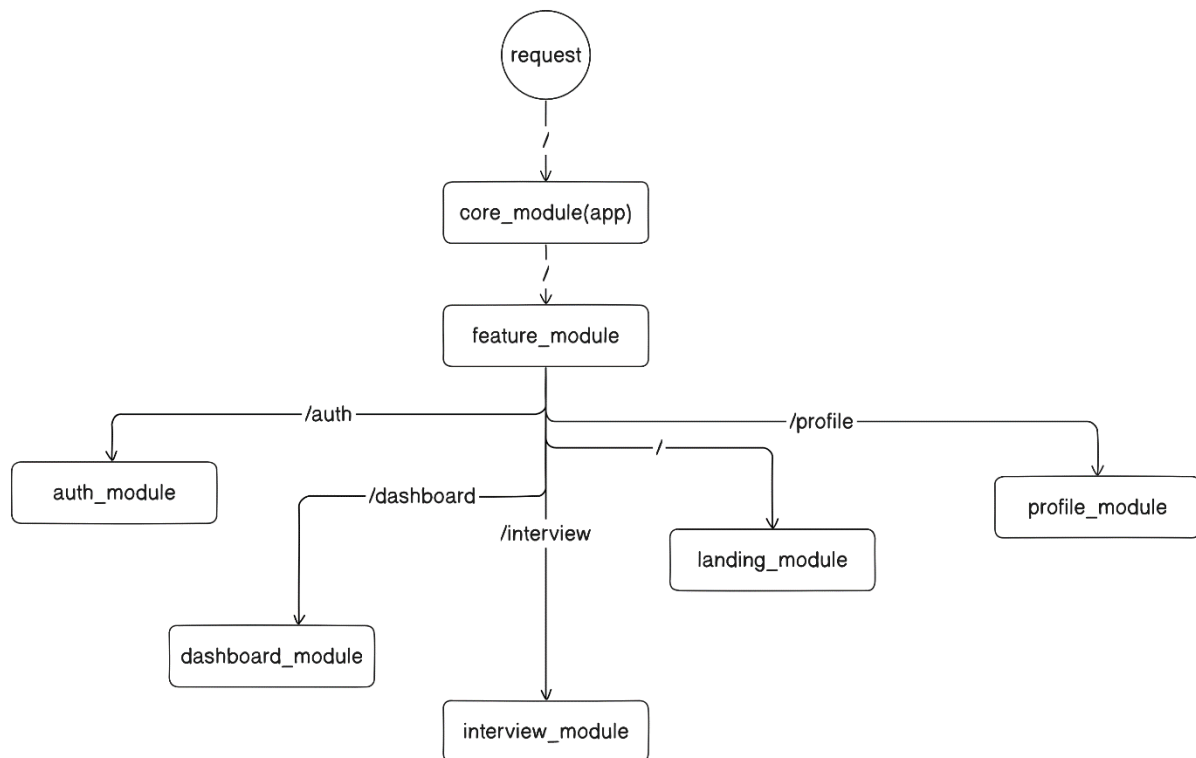 request
/
core_module(app)
/
feature_module
/auth
/profile
/
auth_module
/dashboard
profile_module
/interview
landing_module
dashboard_module
interview_module